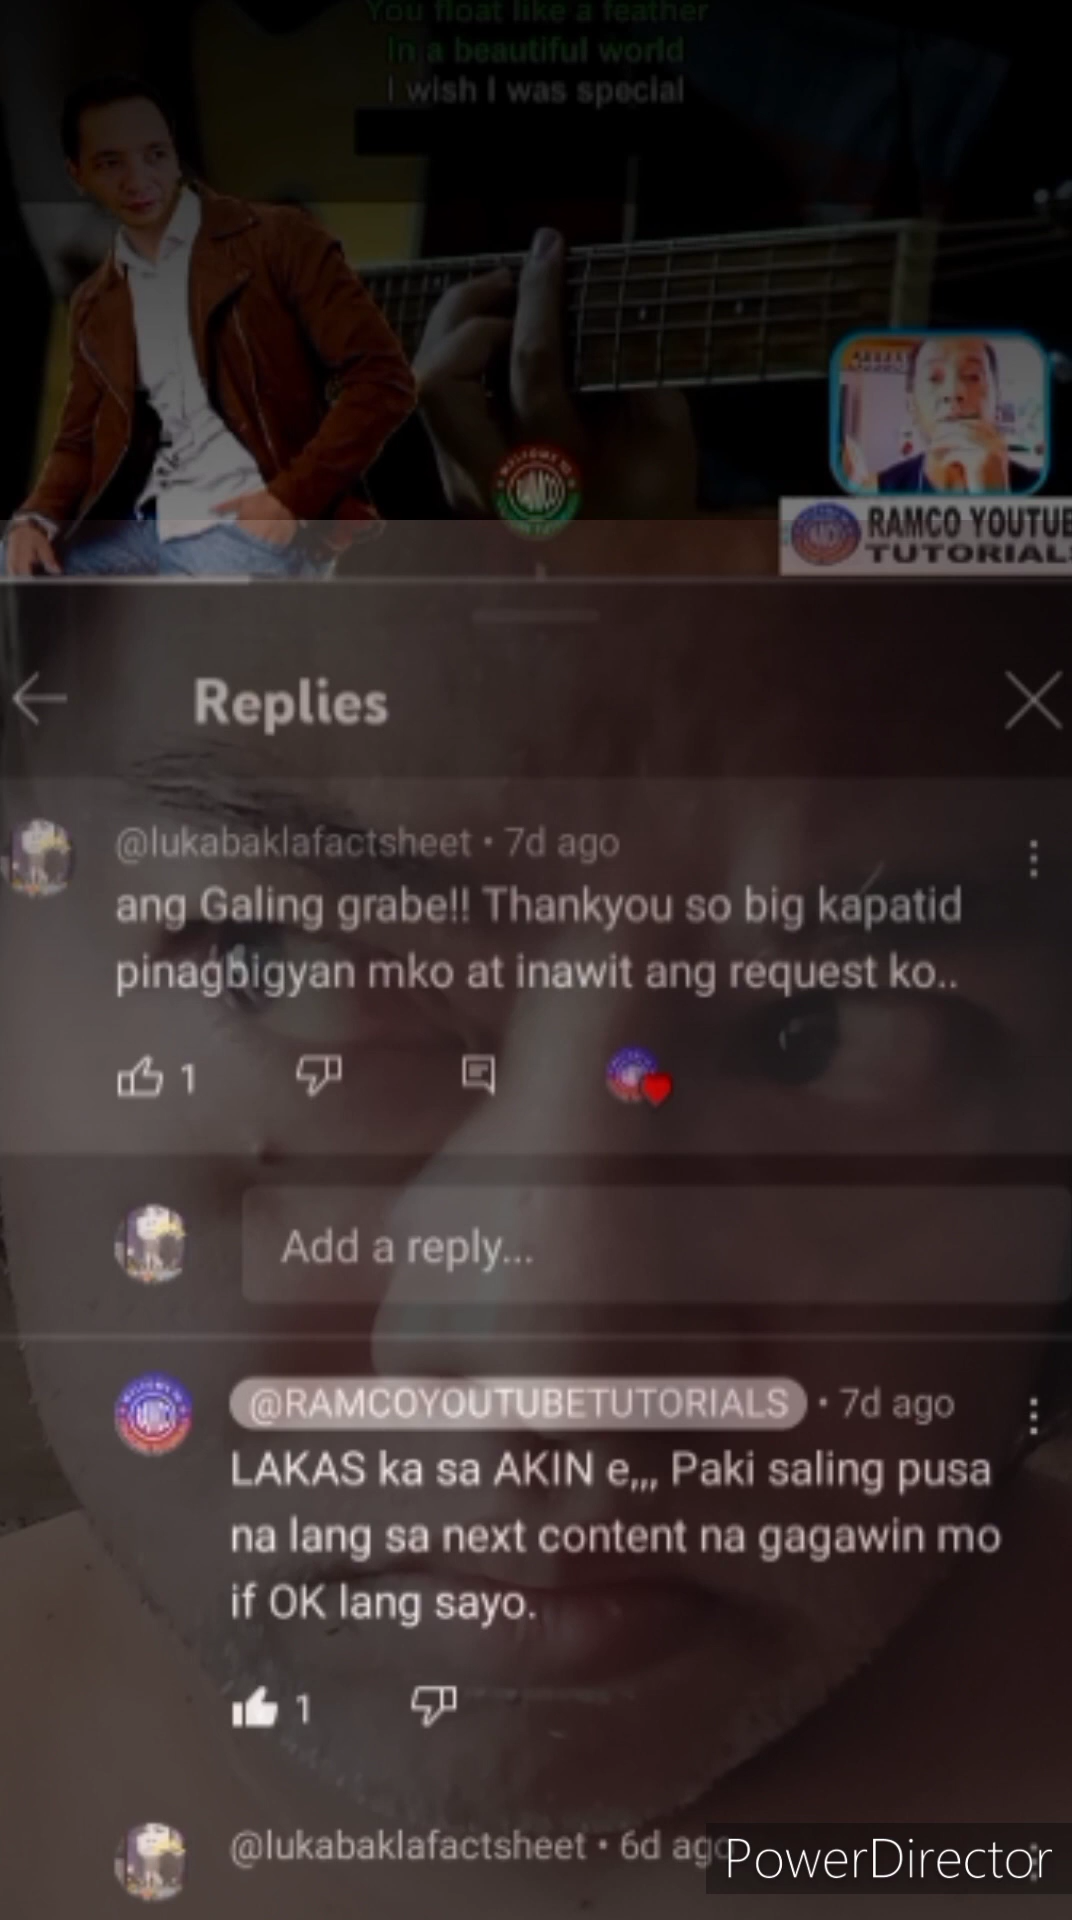 You float like a feather
In a beautiful world
I wish I was special
RAMCO YOUTUBE
TUTORIAL
Replies
@lukabaklafactsheet • 7d ago
ang Galing grabe!! Thankyou so big kapatid
pinagbigyan mko at inawit ang request ko..
1
Add a reply...
@RAMCOYOUTUBETUTORIALS • 7d ago
LAKAS ka sa AKIN e,,, Paki saling pusa
na lang sa next content na gagawin mo
if OK lang sayo.
1
@lukabaklafactsheet • 6d ago
PowerDirector